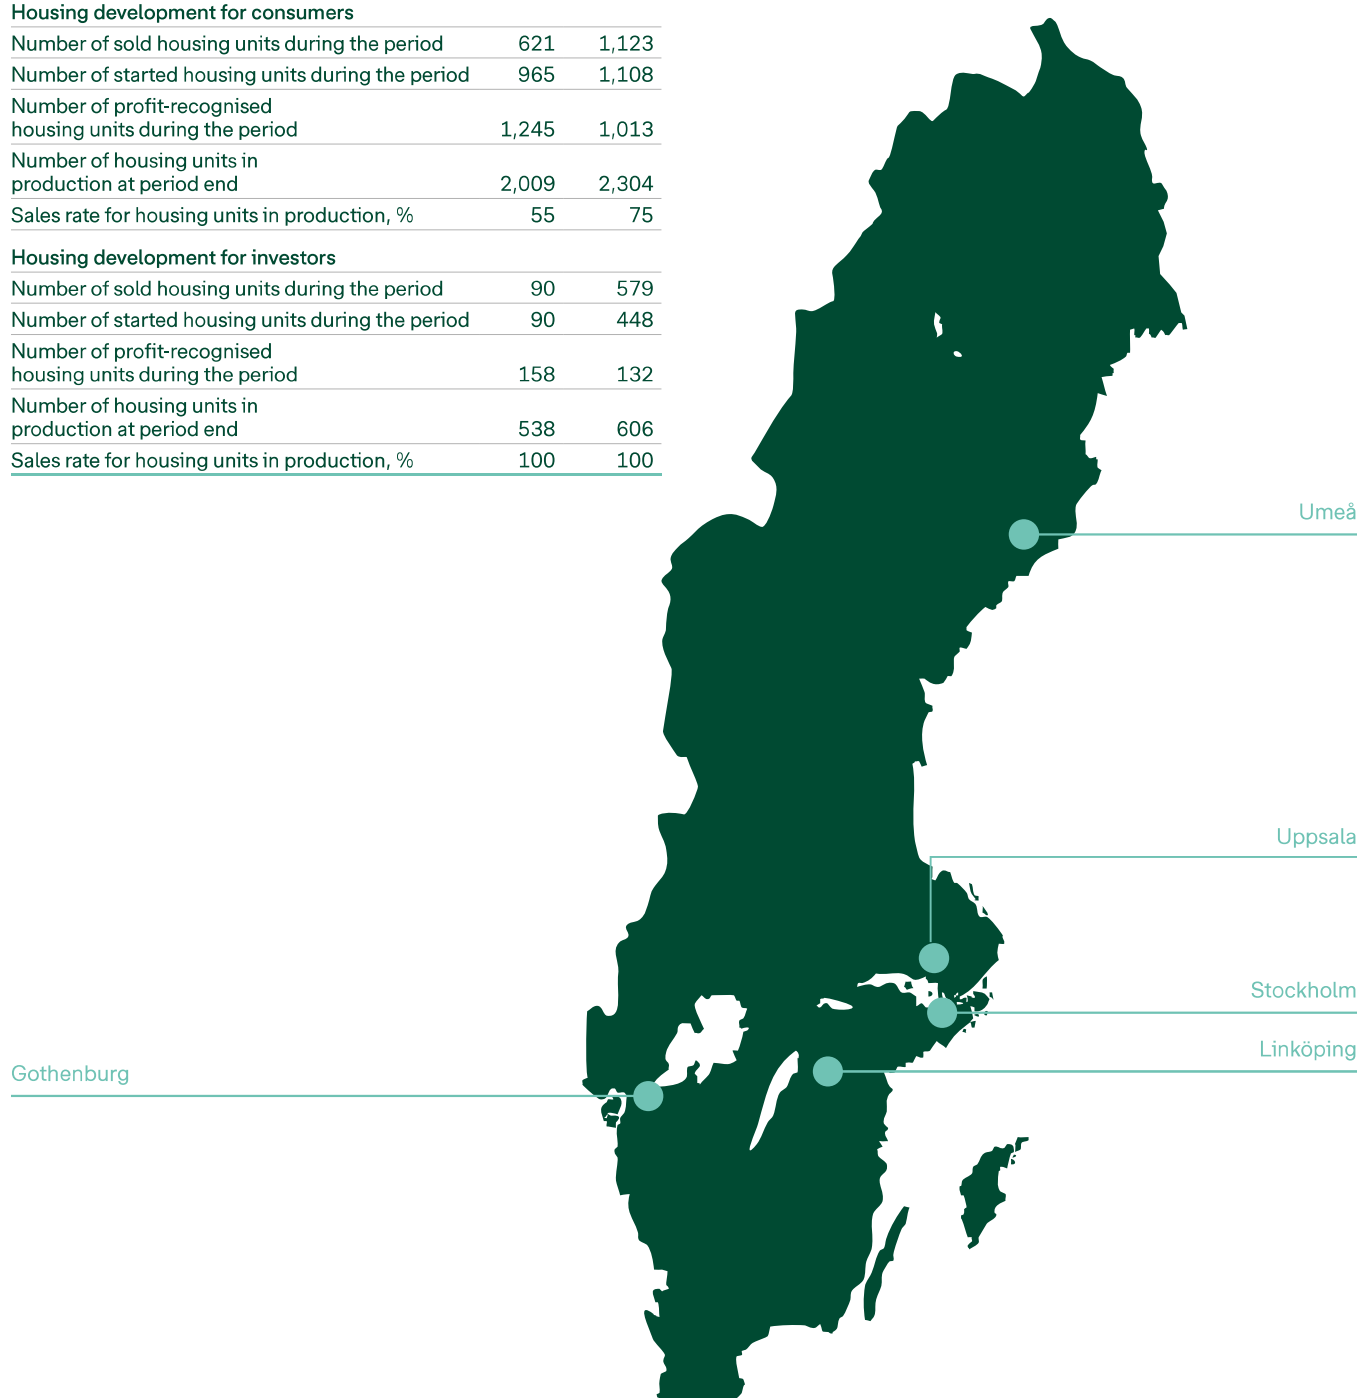 Housing development for consumers
Number of sold housing units during the period 621 1,123
Number of started housing units during the period 965 1,108
Number of profit-recognised
housing units during the period 1,245 1,013
Number of housing units in
production at period end 2,009 2,304
Sales rate for housing units in production, % 55 75
Housing development for investors
Number of sold housing units during the period 90 579
Number of started housing units during the period 90 448
Number of profit-recognised
housing units during the period 158 132
Number of housing units in
production at period end 538 606
Sales rate for housing units in production, % 100 100
Umeå
Uppsala
Stockholm
Linköping
Gothenburg